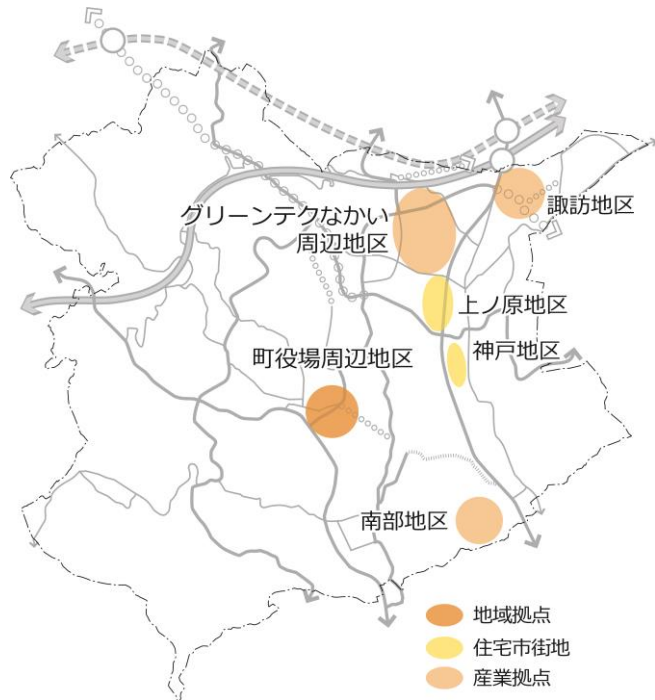 諏訪地区
グリーンテクなかい
周辺地区
上ノ原地区
神戸地区
町役場周辺地区
南部地区
地域拠点
住宅市街地
産業拠点